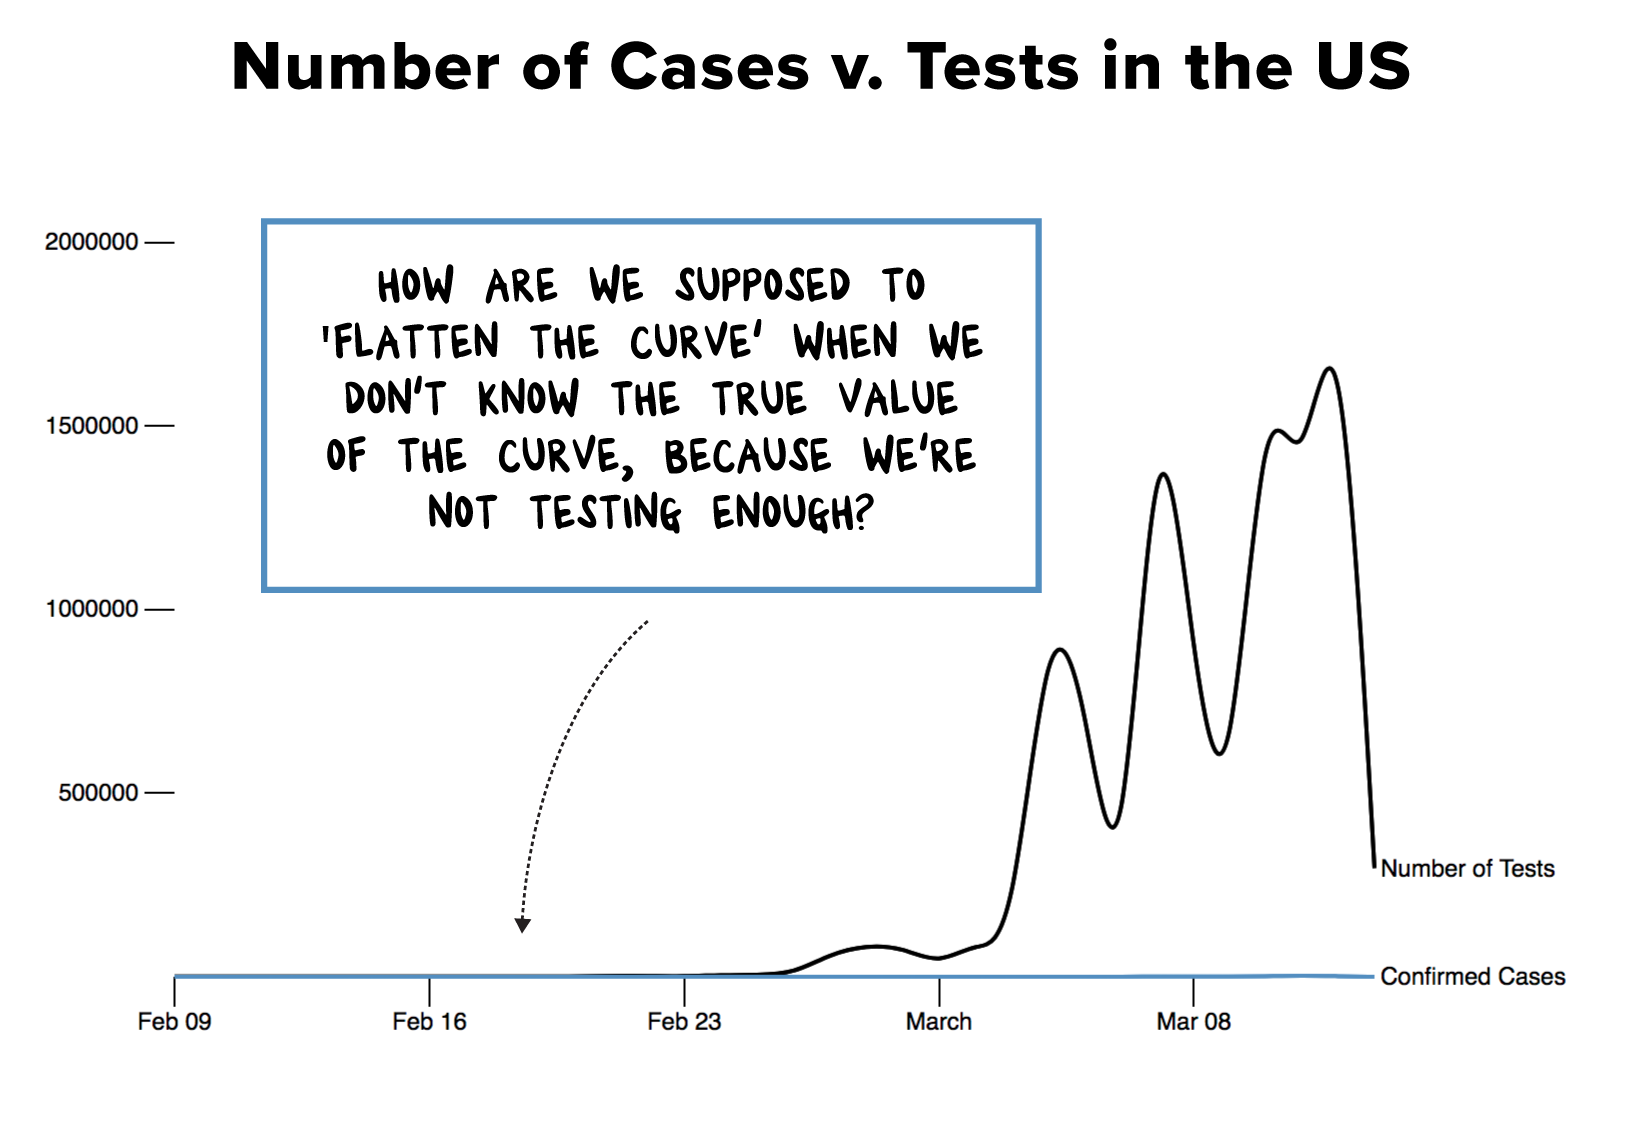 Number of Cases v. Tests in the US
2000000
1500000
1000000
500000
HOW ARE WE SUPPOSED TO
'FLATTEN THE CURVE' WHEN WE
DON'T KNOW THE TRUE VALUE
OF THE CURVE, BECAUSE WE'RE
NOT TESTING ENOUGH?
Number of Tests
Confirmed Cases
Feb 09
Feb 16
Feb 23
March
Mar 08